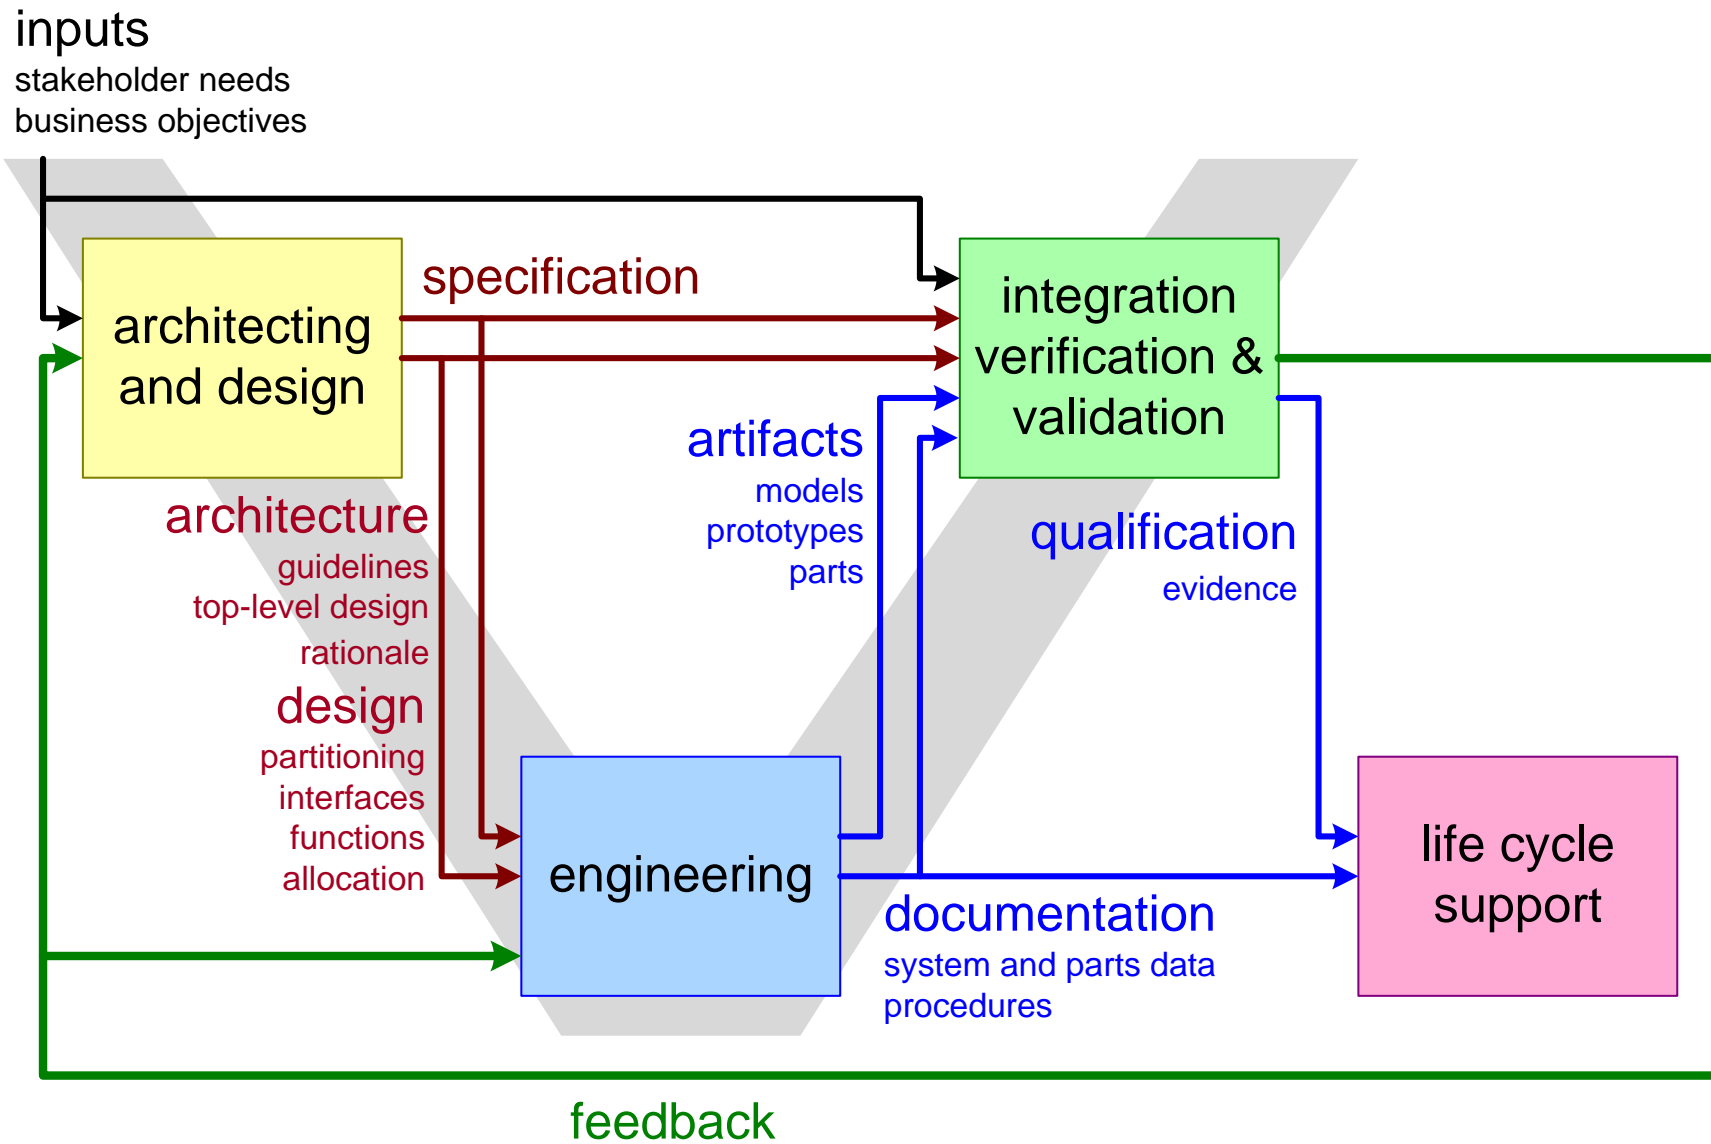 inputs
stakeholder needs
business objectives
architecting
and design
specification
integration
verification &
validation
architecture
guidelines
top-level design
rationale
design
partitioning
interfaces
functions
allocation
artifacts
models
prototypes
parts
qualification
evidence
engineering
documentation
system and parts data
procedures
life cycle
support
feedback